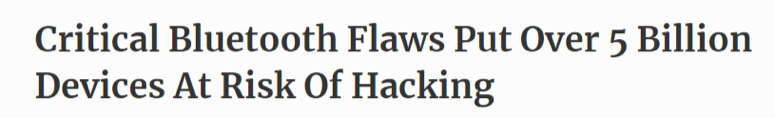 Critical Bluetooth Flaws Put Over 5 Billion
Devices At Risk Of Hacking